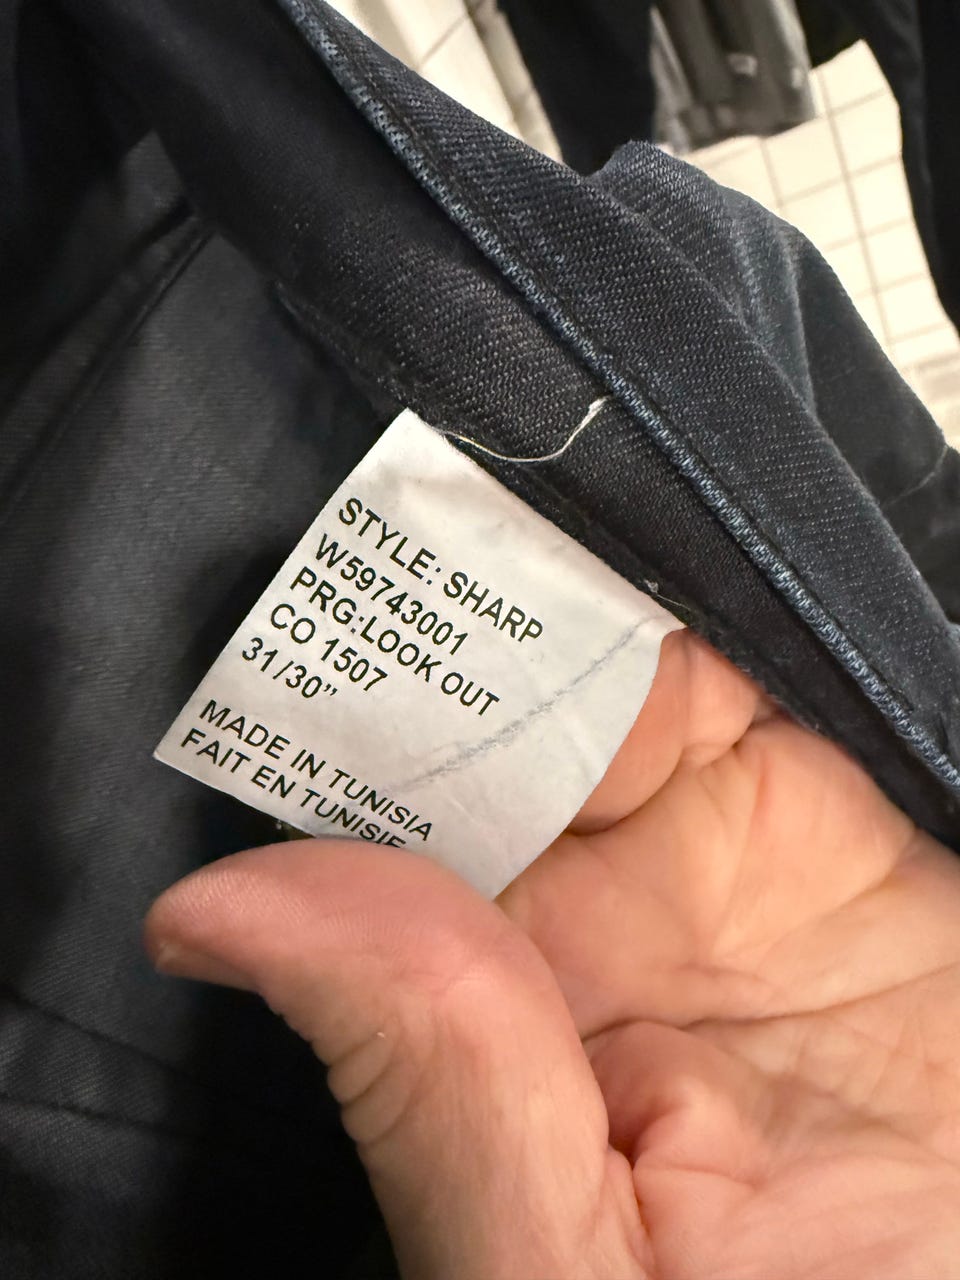 STYLE: SHARP
W59743001
PRG:LOOK OUT
CO 1507
31/30”
MADE IN TUNISIA
FAIT EN TUNISIE